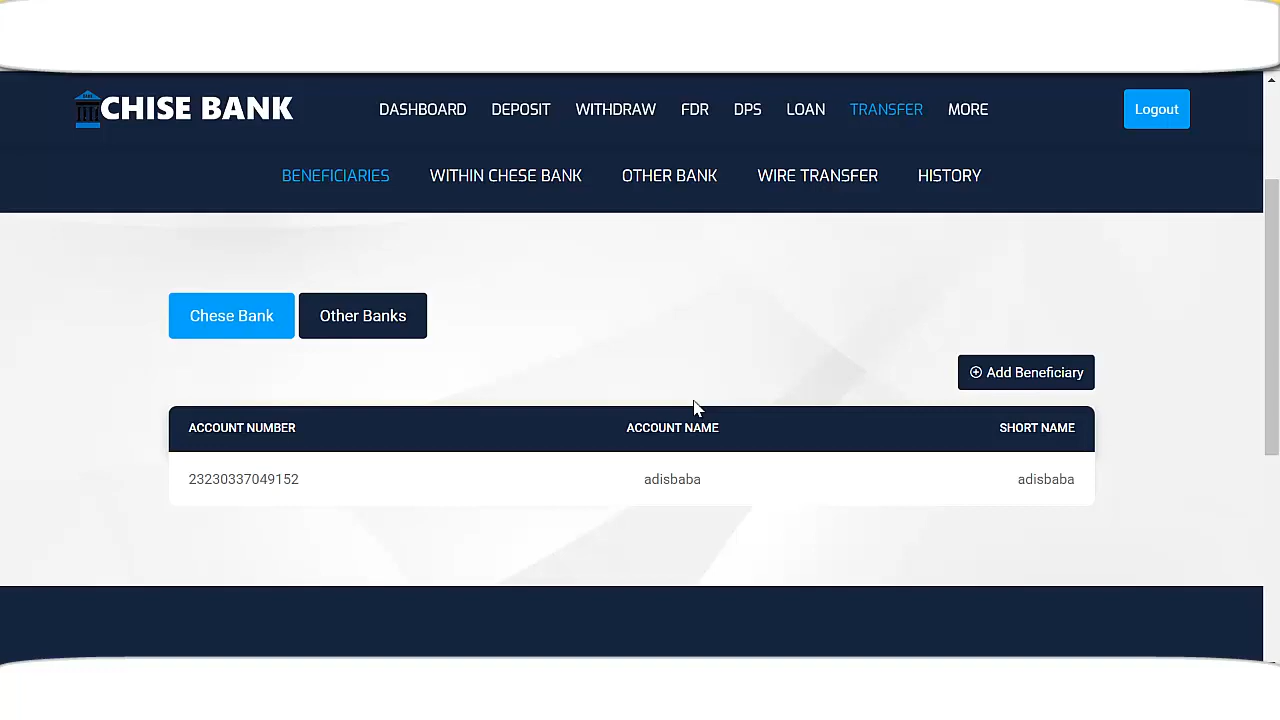 CHISE BANK DASHBOARD DEPOSIT WITHDRAW FDR DPS LOAN TRANSFER MORE Logout
BENEFICIARIES WITHIN CHESE BANK OTHER BANK WIRE TRANSFER HISTORY
Chese Bank Other Banks
Add Beneficiary
ACCOUNT NUMBER ACCOUNT NAME SHORT NAME
23230337049152 adisbaba adisbaba